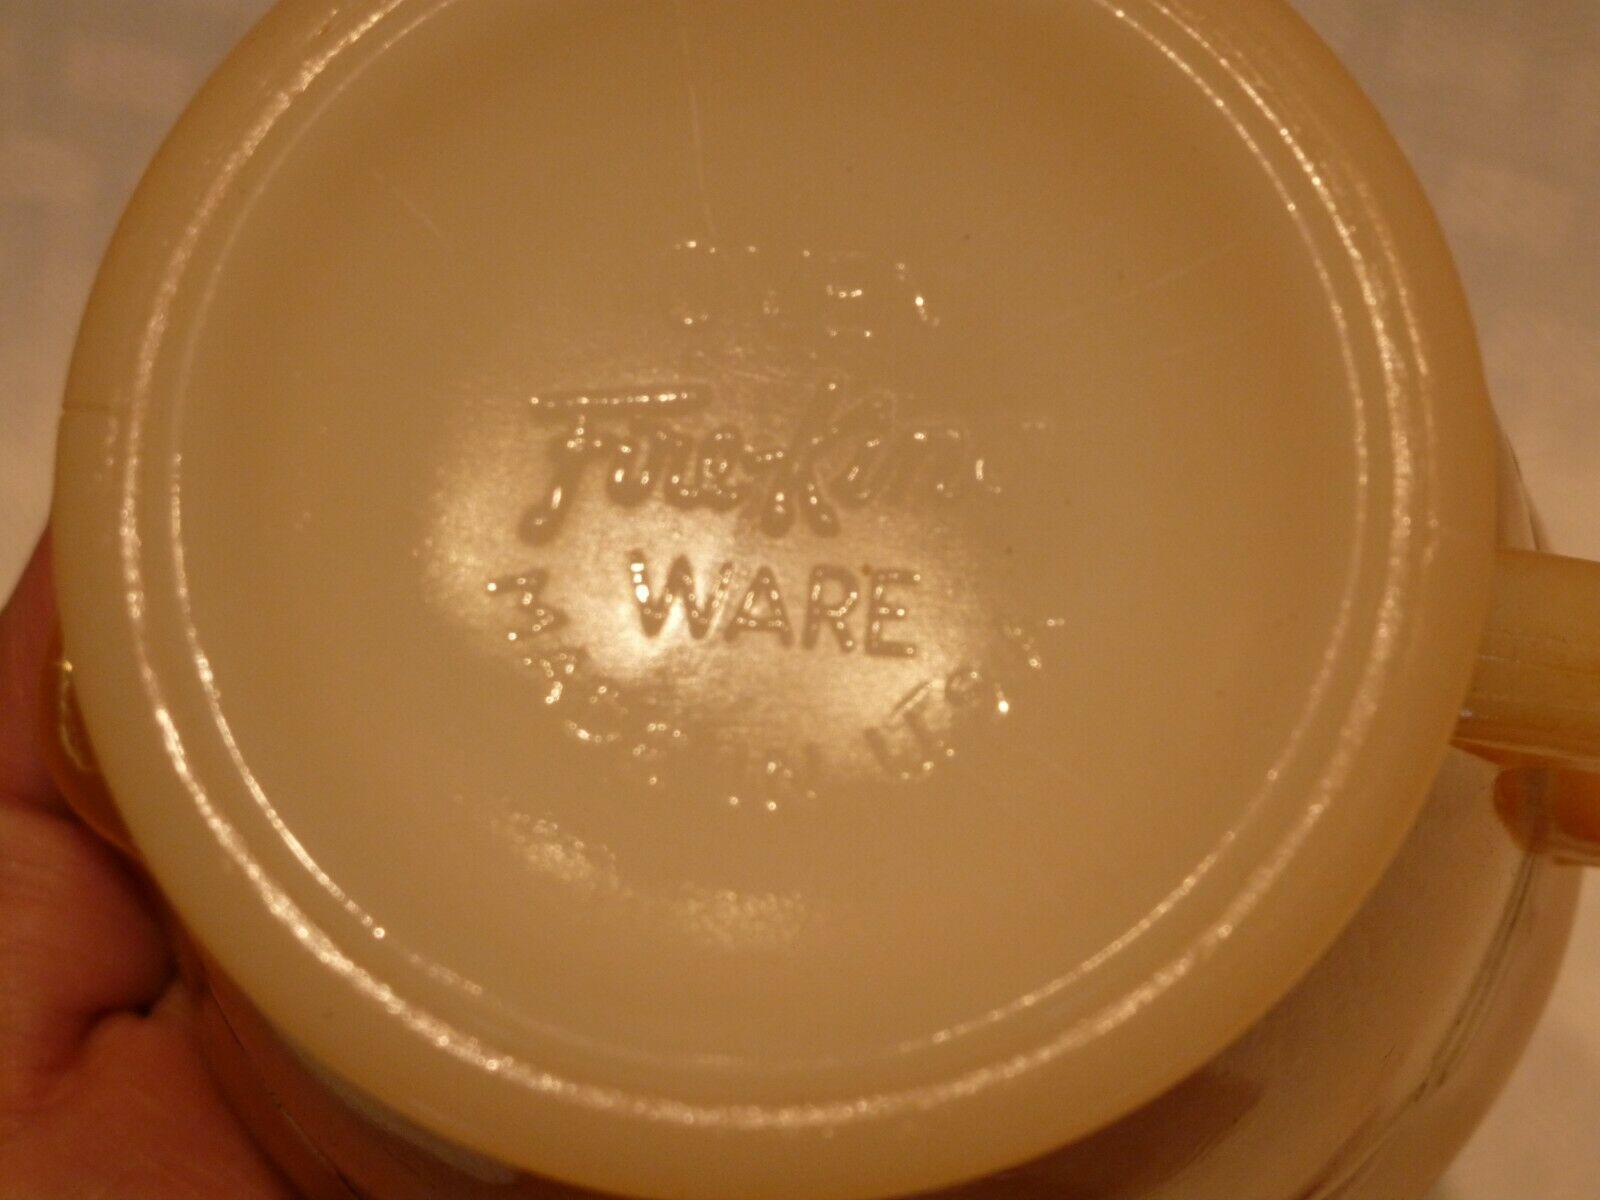 OVEN
Fire-King
WARE
MADE IN U.S.A.